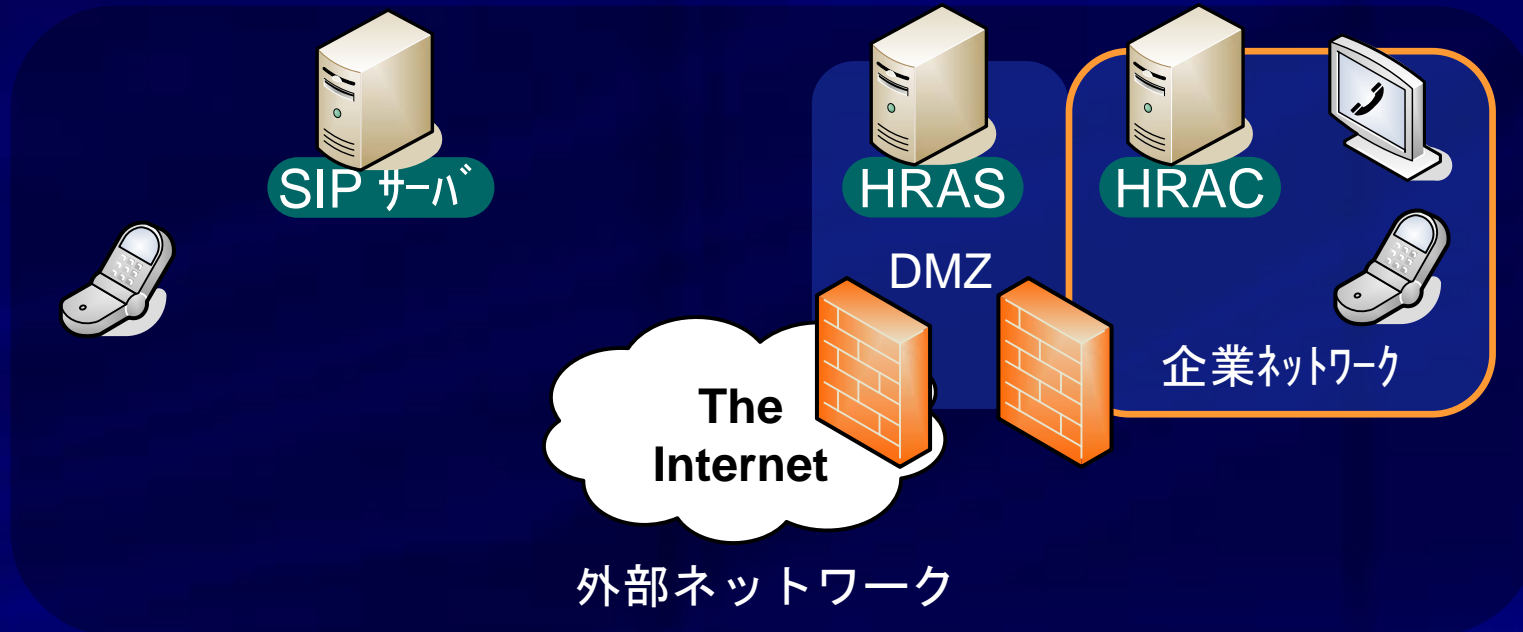 SIP ｻｰﾊﾞ
HRAS
HRAC
DMZ
企業ﾈｯﾄﾜｰｸ
The
Internet
外部ネットワーク